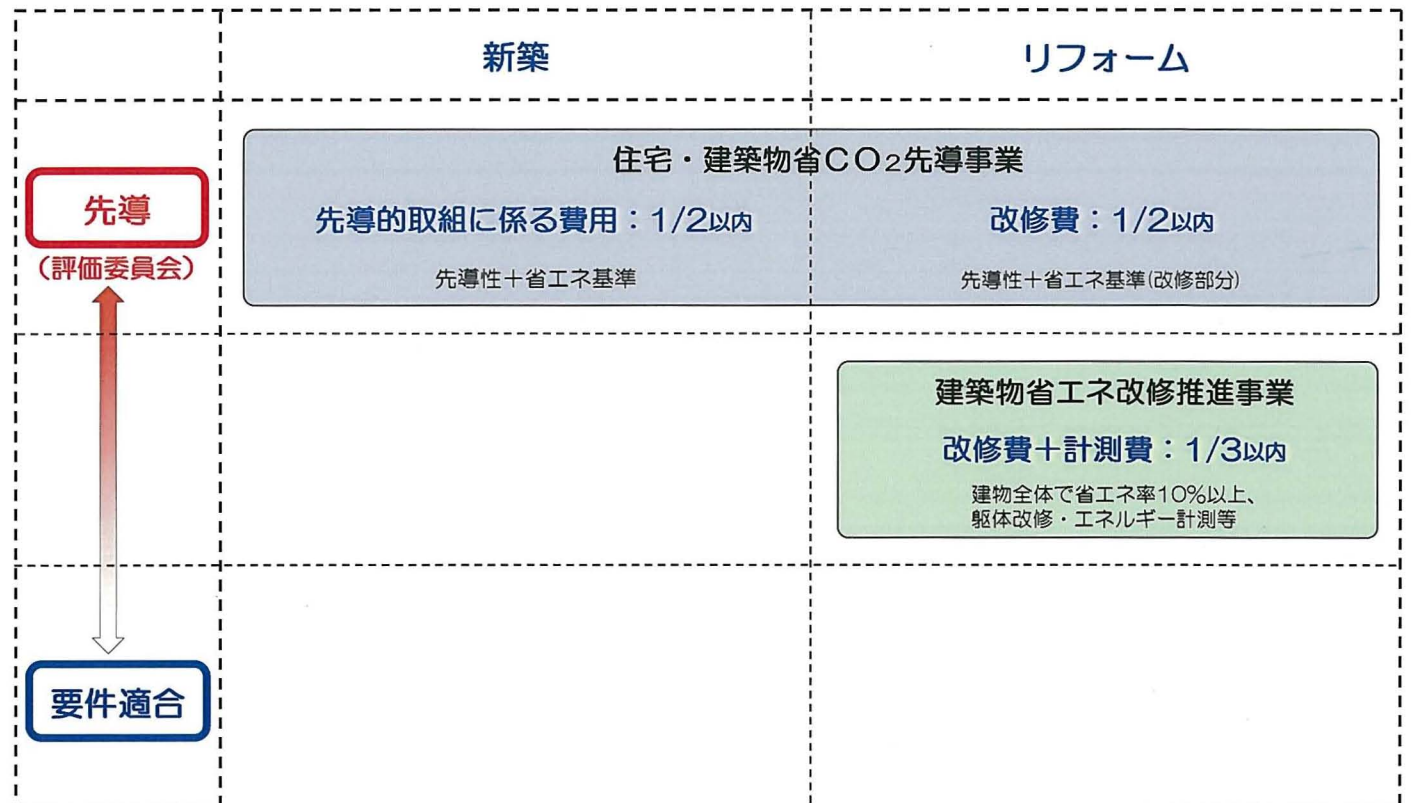 新築
リフォーム
先導
(評価委員会)
住宅・建築物省CO2先導事業
先導的取組に係る費用：1/2以内
先導性＋省エネ基準
改修費：1/2以内
先導性＋省エネ基準(改修部分)
建築物省エネ改修推進事業
改修費＋計測費：1/3以内
建物全体で省エネ率10%以上、
躯体改修・エネルギー計測等
要件適合